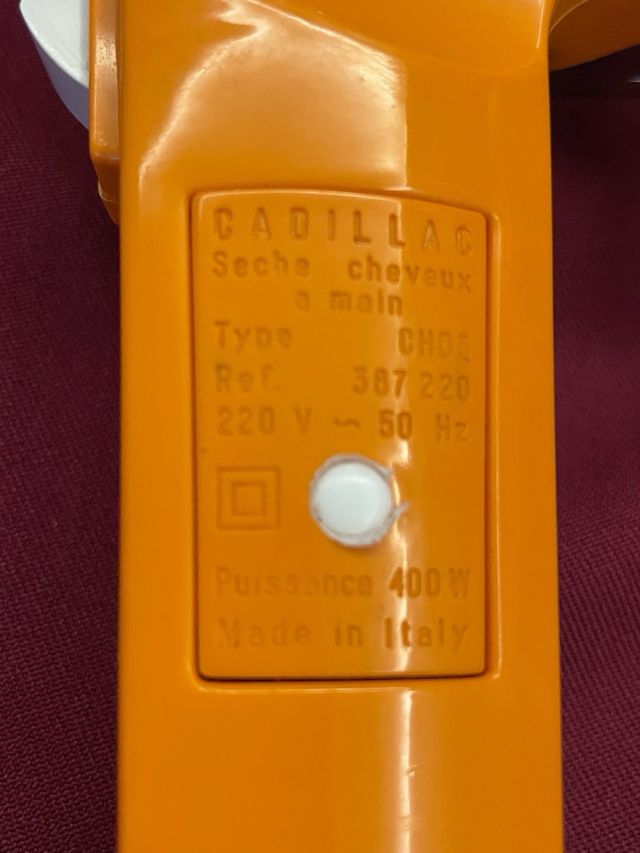 CADILLAC
Seche cheveux
a main
Type
Ref. 387 220
220 V ~ 50 Hz
Puissance 400 W
Made in Italy